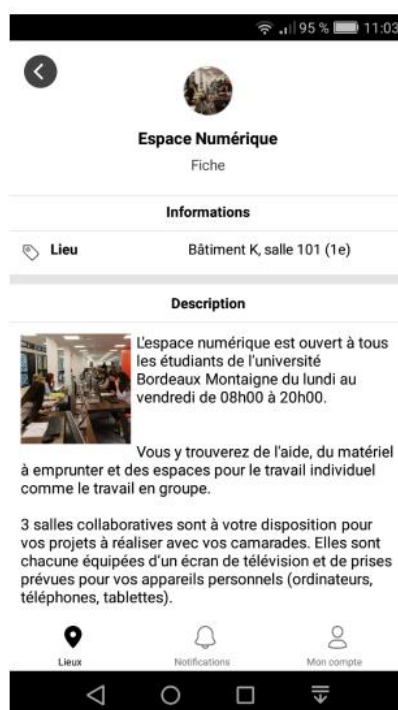 95 % 11:03
Espace Numérique
Fiche
Informations
Lieu Bâtiment K, salle 101 (1e)
Description
L'espace numérique est ouvert à tous
les étudiants de l'université
Bordeaux Montaigne du lundi au
vendredi de 08h00 à 20h00.
Vous y trouverez de l'aide, du matériel
à emprunter et des espaces pour le travail individuel
comme le travail en groupe.
3 salles collaboratives sont à votre disposition pour
vos projets à réaliser avec vos camarades. Elles sont
chacune équipées d'un écran de télévision et de prises
prévues pour vos appareils personnels (ordinateurs,
téléphones, tablettes).
Lieux Notifications Mon compte